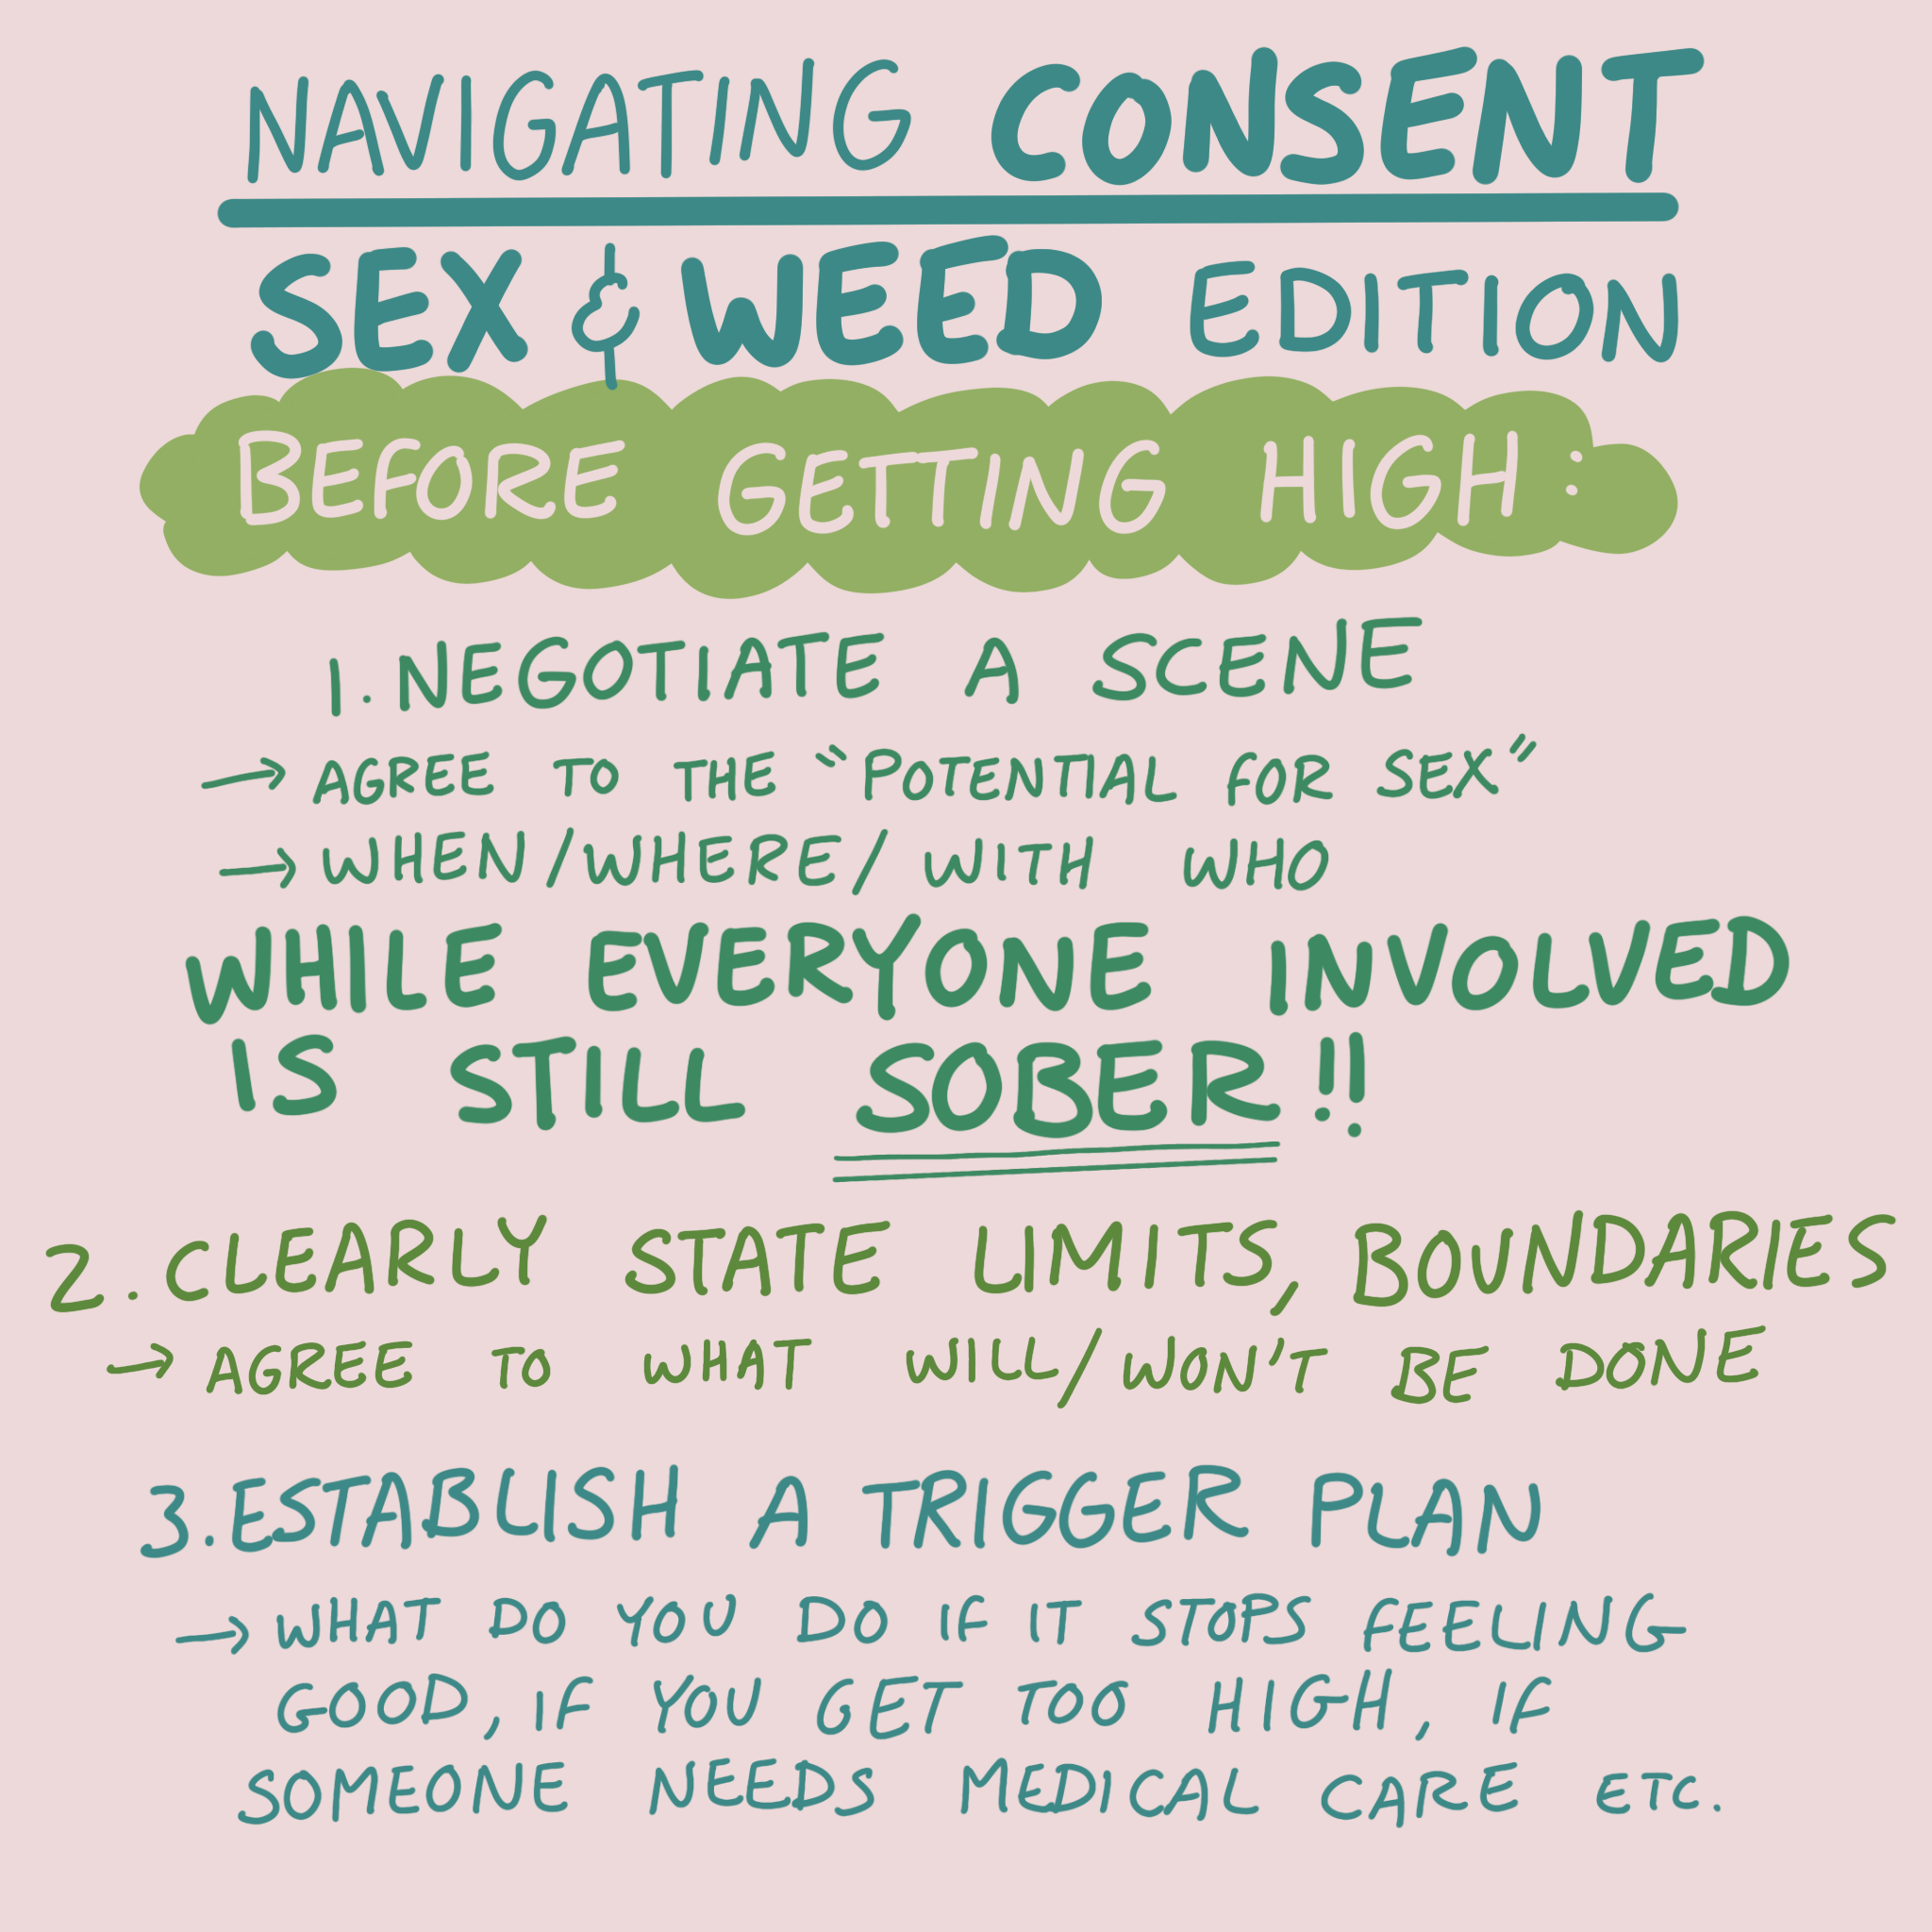 NAVIGATING CONSENT
SEX & WEED EDITION
BEFORE GETTING HIGH:
1. NEGOTIATE A SCENE
→ AGREE TO THE "POTENTIAL FOR SEX"
→ WHEN/WHERE/WITH WHO
WHILE EVERYONE INVOLVED
IS STILL SOBER!!
2. CLEARLY STATE LIMITS, BOUNDARIES
→ AGREE TO WHAT WILL/WON'T BE DONE
3. ESTABLISH A TRIGGER PLAN
→ WHAT DO YOU DO IF IT STOPS FEELING
GOOD, IF YOU GET TOO HIGH, IF
SOMEONE NEEDS MEDICAL CARE ETC.